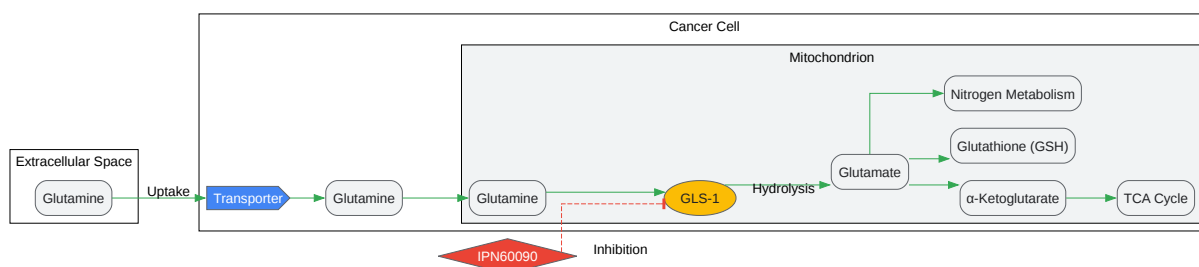 Cancer Cell
Mitochondrion
Nitrogen Metabolism
Extracellular Space
Glutathione (GSH)
Glutamine
Uptake
Transporter
Glutamine
Glutamine
GLS-1
Hydrolysis
Glutamate
α-Ketoglutarate
TCA Cycle
IPN60090
Inhibition